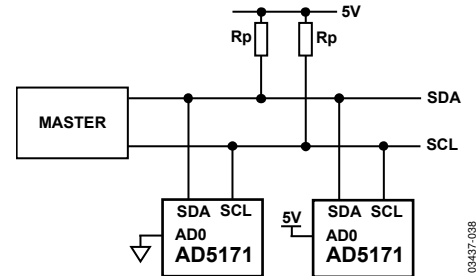 5V
Rp
Rp
SDA
MASTER
SCL
SDA SCL
AD0
AD5171
5V
SDA SCL
AD0
AD5171
03437-038